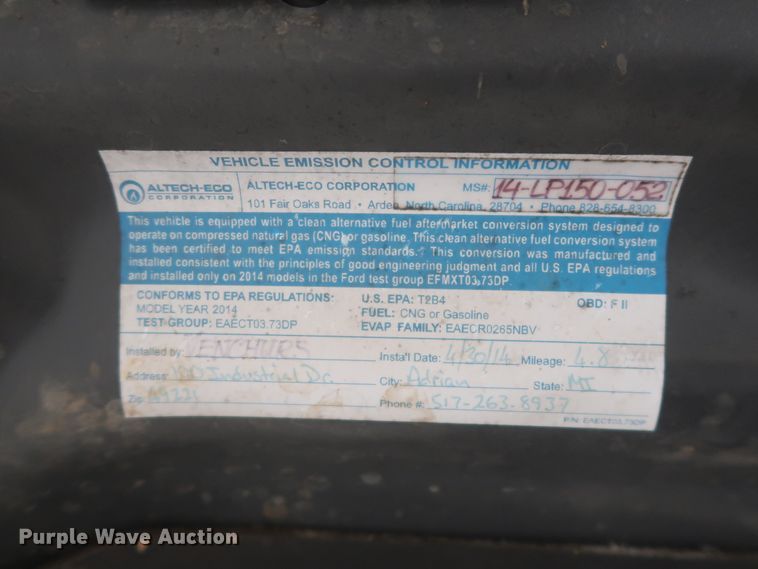 VEHICLE EMISSION CONTROL INFORMATION
ALTECH-ECO CORPORATION
ALTECH-ECO CORPORATION MS#: 14-LP150-052
101 Fair Oaks Road • Arden, North Carolina, 28704 • Phone 828-654-8300
This vehicle is equipped with a clean alternative fuel aftermarket conversion system designed to
operate on compressed natural gas (CNG) or gasoline. This clean alternative fuel conversion system
has been certified to meet EPA emission standards. This conversion was manufactured and
installed consistent with the principles of good engineering judgment and all U.S. EPA regulations
and installed only on 2014 models in the Ford test group EFMXT03.73DP.
CONFORMS TO EPA REGULATIONS: U.S. EPA: T2B4 OBD: F II
MODEL YEAR 2014 FUEL: CNG or Gasoline
TEST GROUP: EAECT03.73DP EVAP FAMILY: EAECR0265NBV
Installed by: VENCHURS Insta'l Date: 4/30/14 Mileage: 4.8
Address: 100 Industrial Dr. City: Adrian State: MI
Zip: 49221 Phone #: 517-263-8937
P/N: EAECT03.73DP
Purple Wave Auction